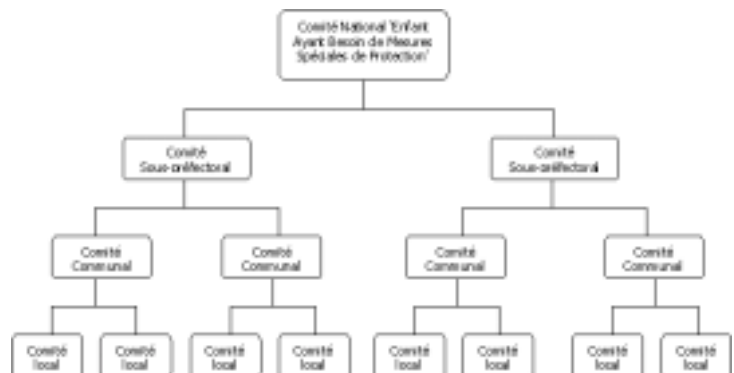 Comité National 'Enfant
Ayant Besoin de Mesures
Spéciales de Protection'
Comité
Sous-préfectoral
Comité
Sous-préfectoral
Comité
Communal
Comité
Communal
Comité
Communal
Comité
Communal
Comité
local
Comité
local
Comité
local
Comité
local
Comité
local
Comité
local
Comité
local
Comité
local